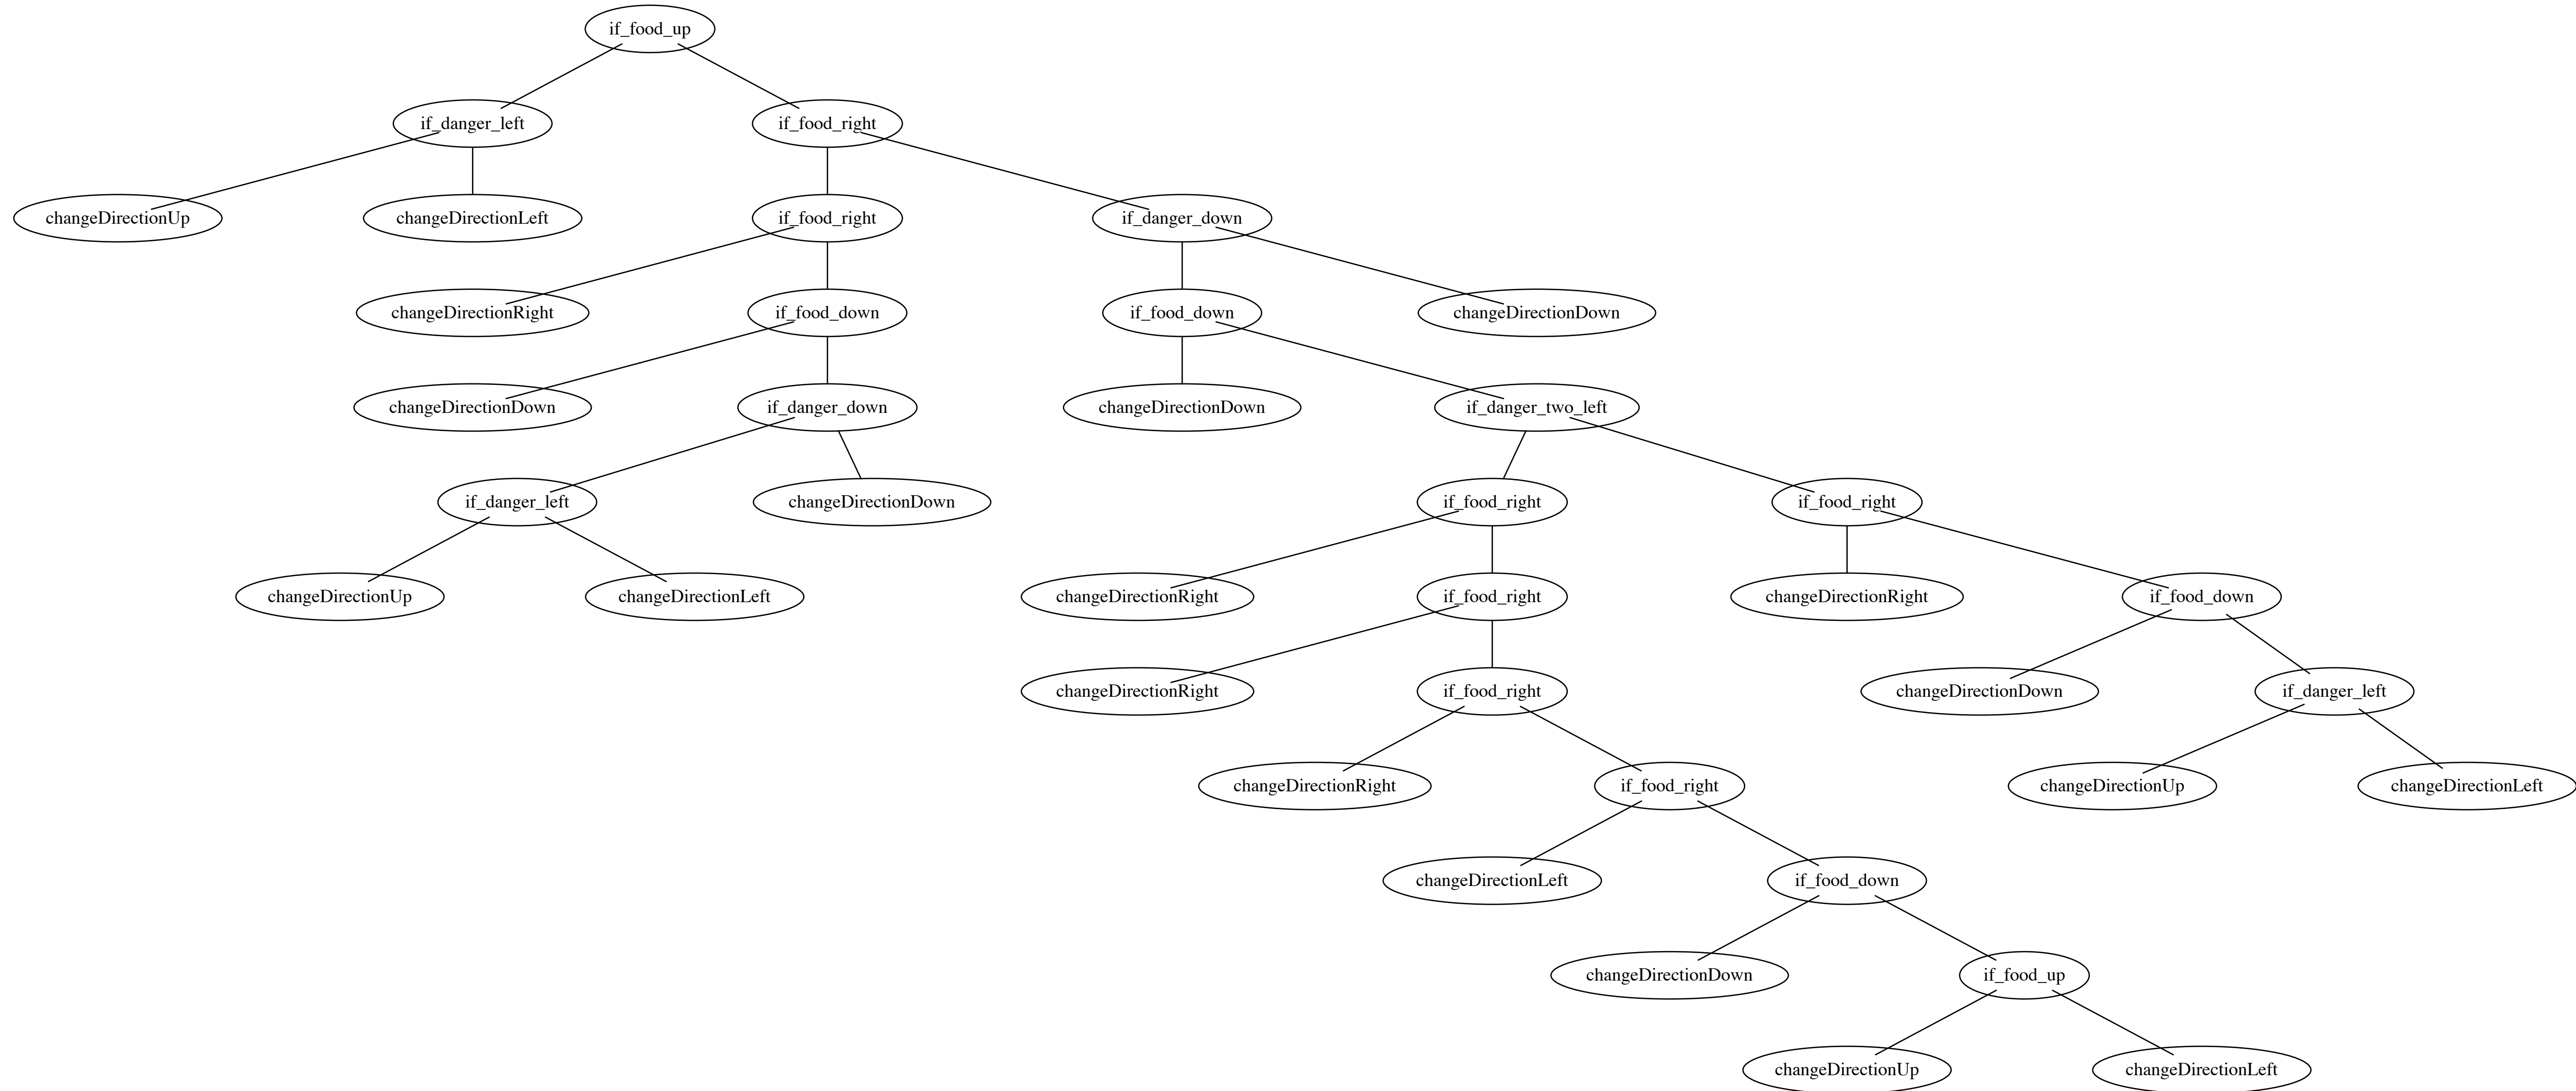 if_food_up
if_danger_left
if_food_right
changeDirectionUp
changeDirectionLeft
if_food_right
if_danger_down
changeDirectionRight
if_food_down
if_food_down
changeDirectionDown
changeDirectionDown
if_danger_down
changeDirectionDown
if_danger_two_left
if_danger_left
changeDirectionDown
if_food_right
if_food_right
changeDirectionUp
changeDirectionLeft
changeDirectionRight
if_food_right
changeDirectionRight
if_food_down
changeDirectionRight
if_food_right
changeDirectionDown
if_danger_left
changeDirectionRight
if_food_right
changeDirectionUp
changeDirectionLeft
changeDirectionLeft
if_food_down
changeDirectionDown
if_food_up
changeDirectionUp
changeDirectionLeft